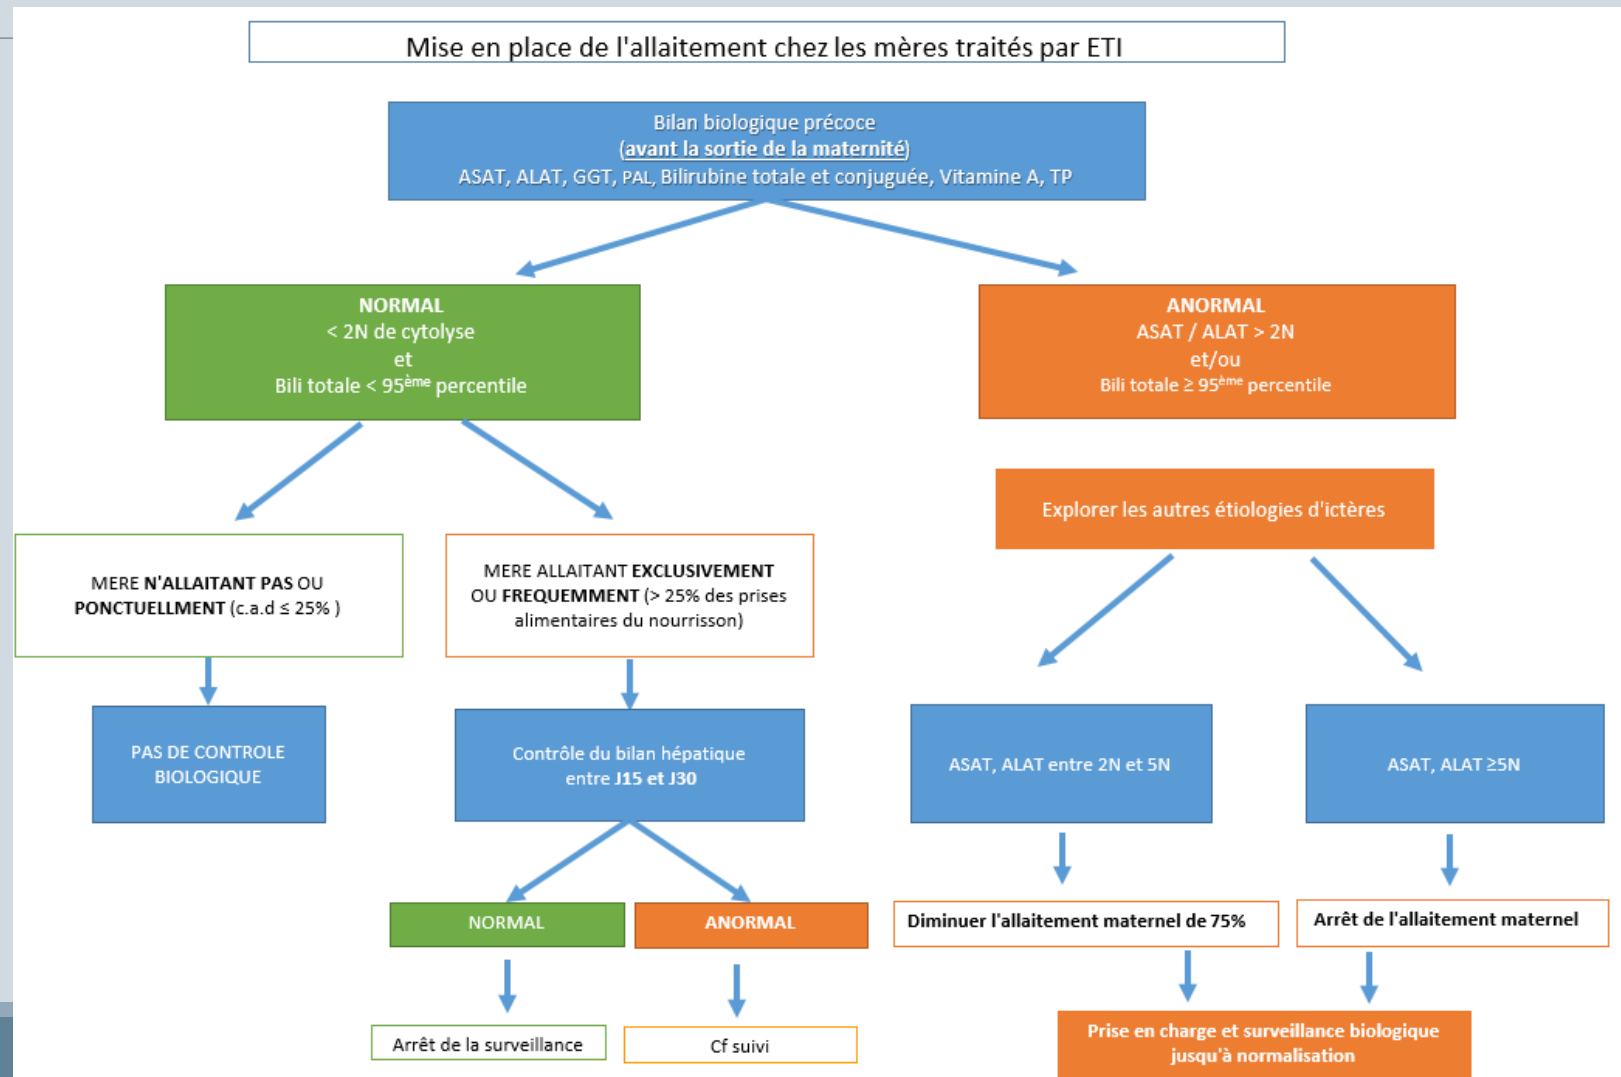 Mise en place de l'allaitement chez les mères traités par ETI
Bilan biologique précoce
(avant la sortie de la maternité)
ASAT, ALAT, GGT, PAL, Bilirubine totale et conjuguée, Vitamine A, TP
NORMAL
< 2N de cytolyse
et
Bili totale < 95ème percentile
ANORMAL
ASAT / ALAT > 2N
et/ou
Bili totale ≥ 95ème percentile
Explorer les autres étiologies d'ictères
MERE N'ALLAITANT PAS OU
PONCTUELLMENT (c.a.d ≤ 25% )
MERE ALLAITANT EXCLUSIVEMENT
OU FREQUEMMENT (> 25% des prises
alimentaires du nourrisson)
PAS DE CONTROLE
BIOLOGIQUE
Contrôle du bilan hépatique
entre J15 et J30
ASAT, ALAT entre 2N et 5N
ASAT, ALAT ≥5N
NORMAL
ANORMAL
Diminuer l'allaitement maternel de 75%
Arrêt de l'allaitement maternel
Arrêt de la surveillance
Cf suivi
Prise en charge et surveillance biologique
jusqu'à normalisation